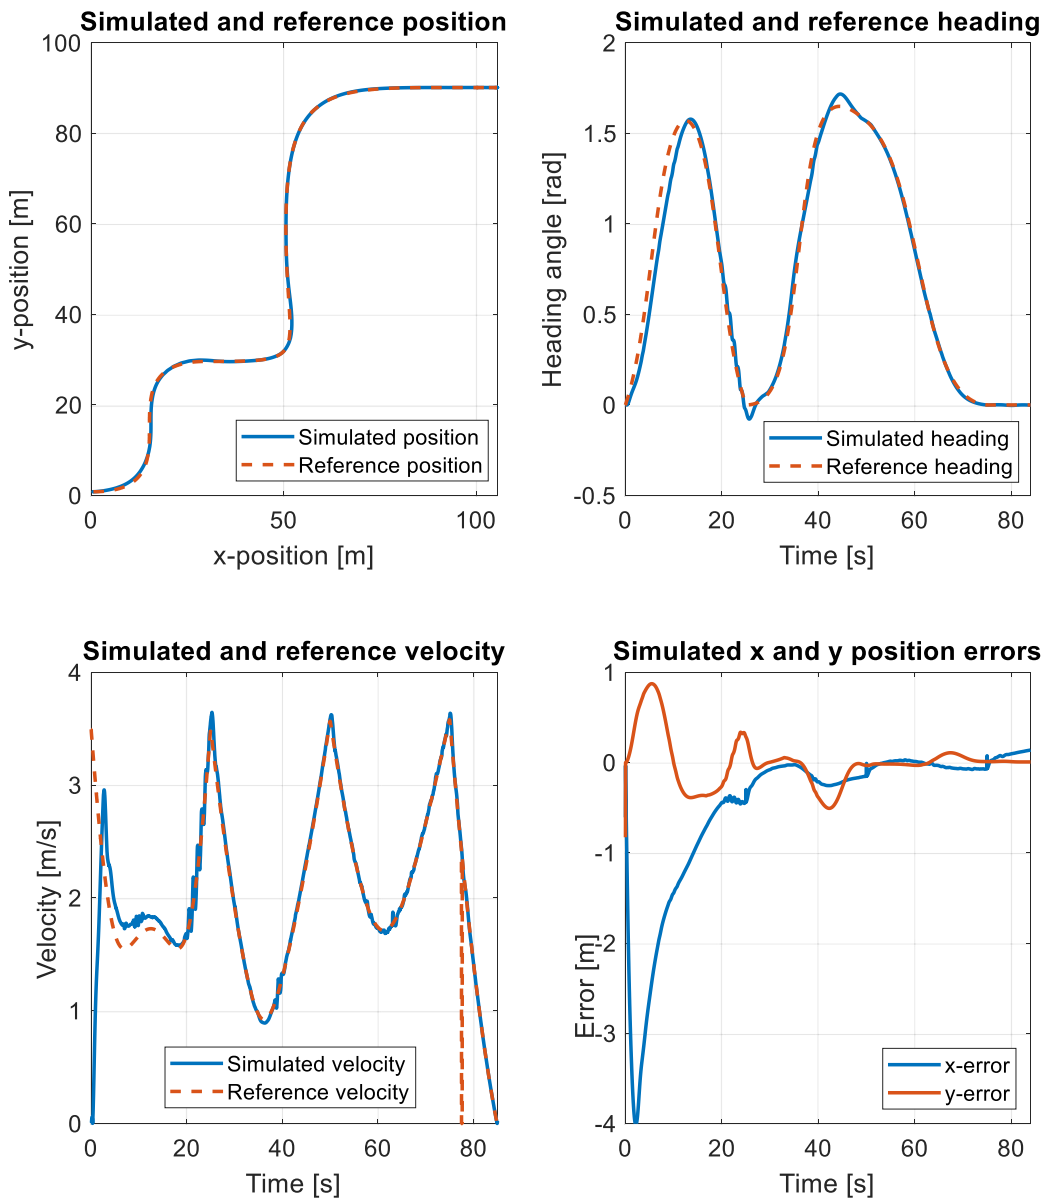 Simulated and reference position
100
80
60
40
20
0
y-position [m]
0
50
100
x-position [m]
Simulated position
Reference position
Simulated and reference heading
2
1.5
1
0.5
0
-0.5
Heading angle [rad]
0
20
40
60
80
Time [s]
Simulated heading
Reference heading
Simulated and reference velocity
4
3
2
1
0
Velocity [m/s]
0
20
40
60
80
Time [s]
Simulated velocity
Reference velocity
Simulated x and y position errors
1
0
-1
-2
-3
-4
Error [m]
0
20
40
60
80
Time [s]
x-error
y-error